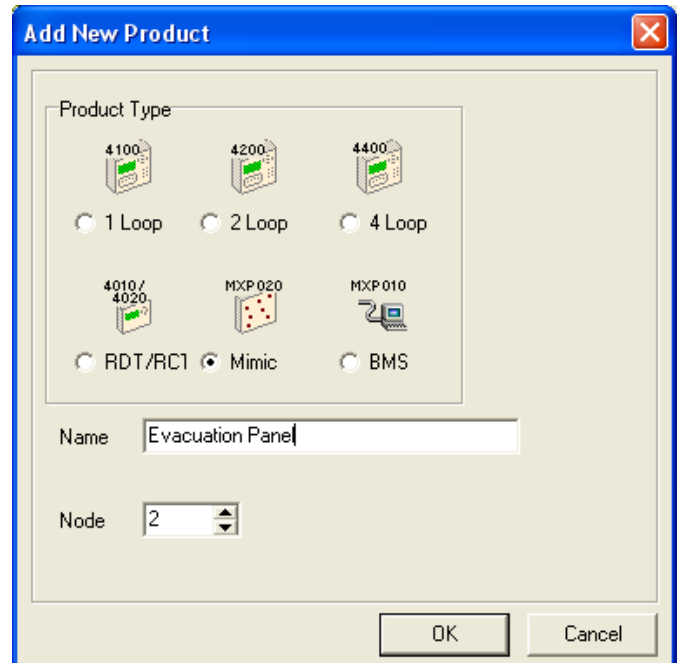 Add New Product
Product Type
4100 4200 4400
1 Loop 2 Loop 4 Loop
4010/
4020 MXP020 MXP010
RDT/RCT Mimic BMS
Name Evacuation Panel
Node 2
OK Cancel